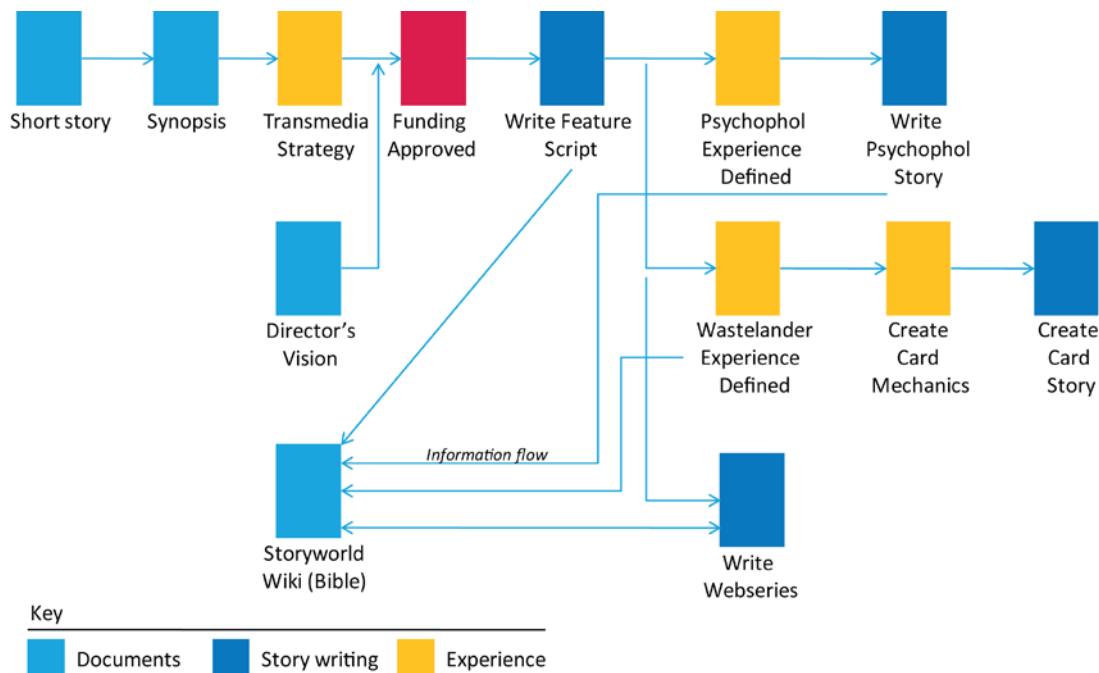 Short story
Synopsis
Transmedia
Strategy
Funding
Approved
Write Feature
Script
Psychophol
Experience
Defined
Write
Psychophol
Story
Director's
Vision
Wastelander
Experience
Defined
Create
Card
Mechanics
Create
Card
Story
Information flow
Storyworld
Wiki (Bible)
Write
Webseries
Key
Documents
Story writing
Experience